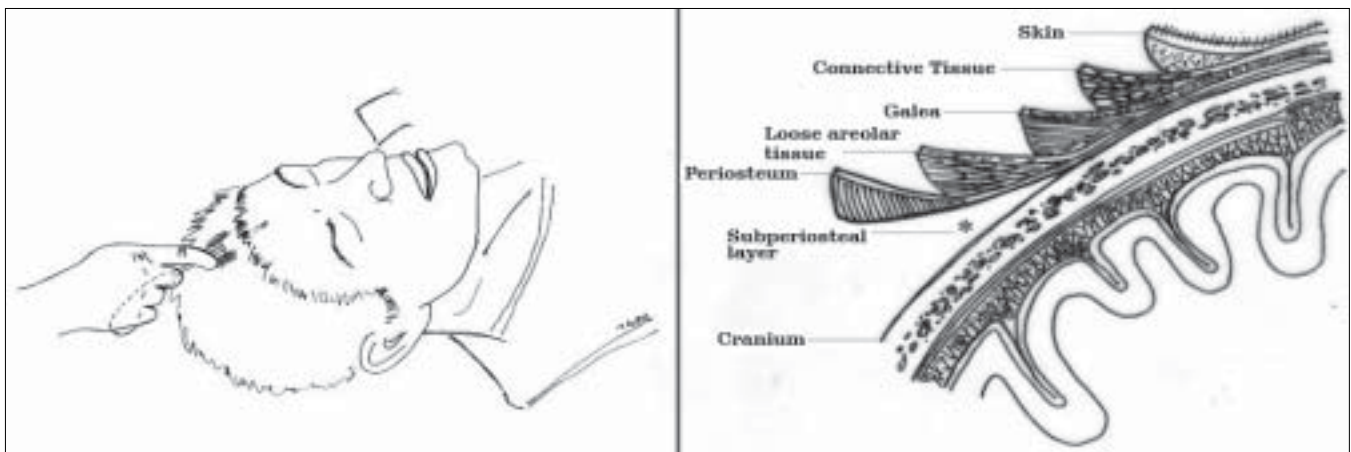 Skin
Connective Tissue
Galea
Loose areolar
tissue
Periosteum
Subperiosteal
layer
Cranium